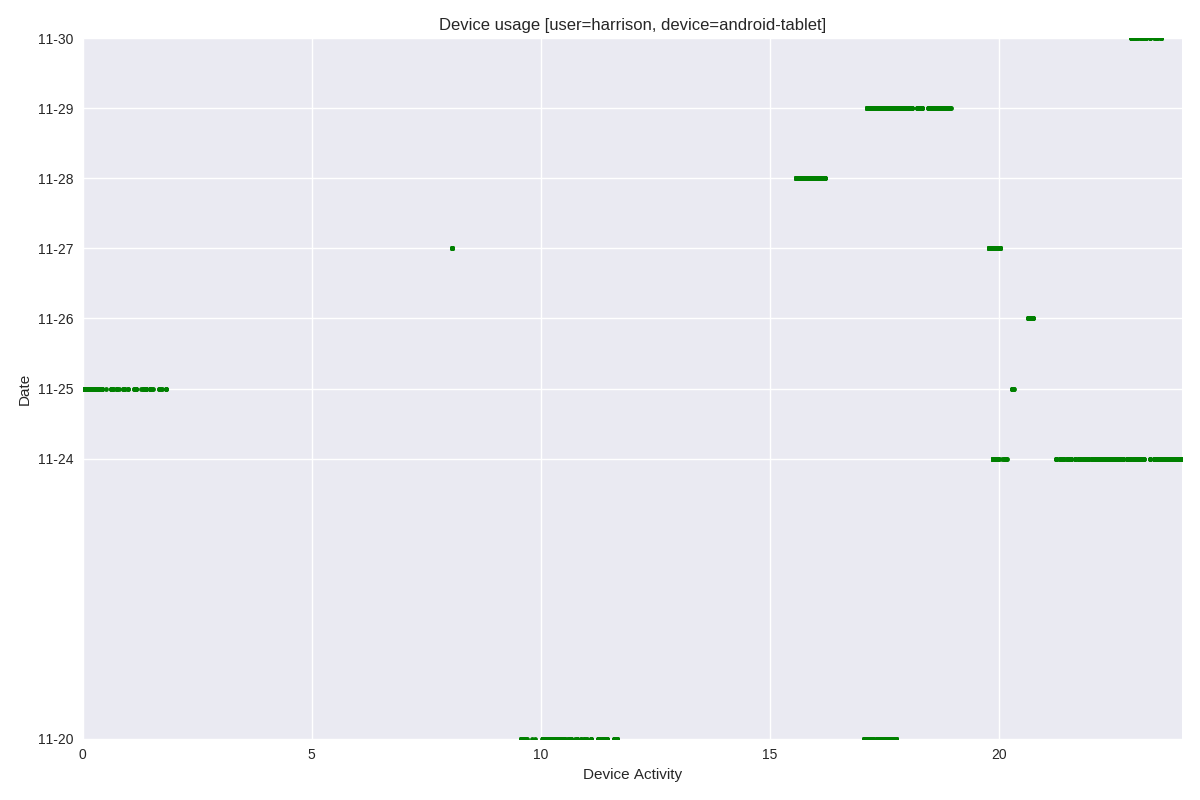 Device usage [user=harrison, device=android-tablet]
11-30
11-29
11-28
11-27
11-26
11-25
11-24
11-20
Date
0 5 10 15 20
Device Activity